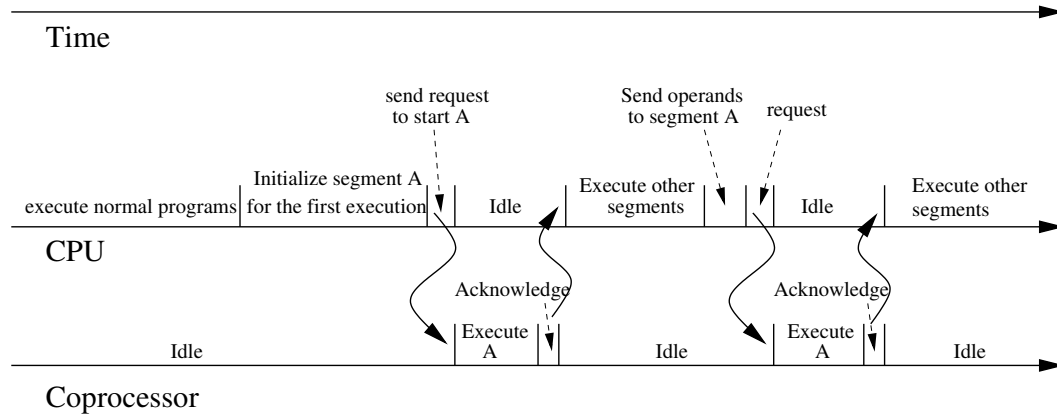 Time
send request
to start A
Send operands
to segment A
request
execute normal programs
Initialize segment A
for the first execution
Idle
Execute other
segments
Idle
Execute other
segments
CPU
Acknowledge
Acknowledge
Idle
Execute
A
Idle
Execute
A
Idle
Coprocessor